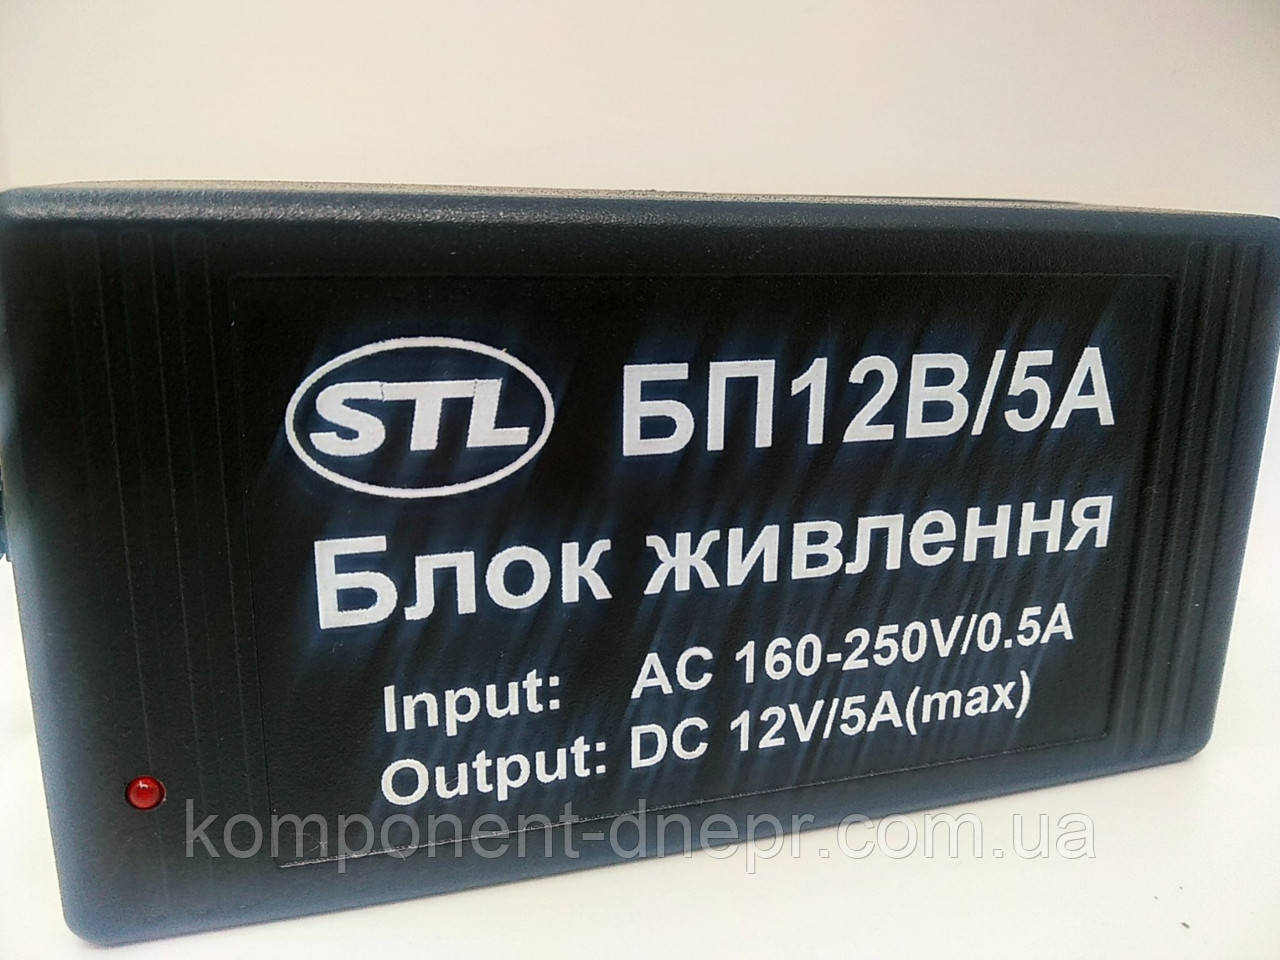 STL БП12В/5А
Блок живлення
Input: AC 160-250V/0.5A
Output: DC 12V/5A(max)
komponent-dnepr.com.ua